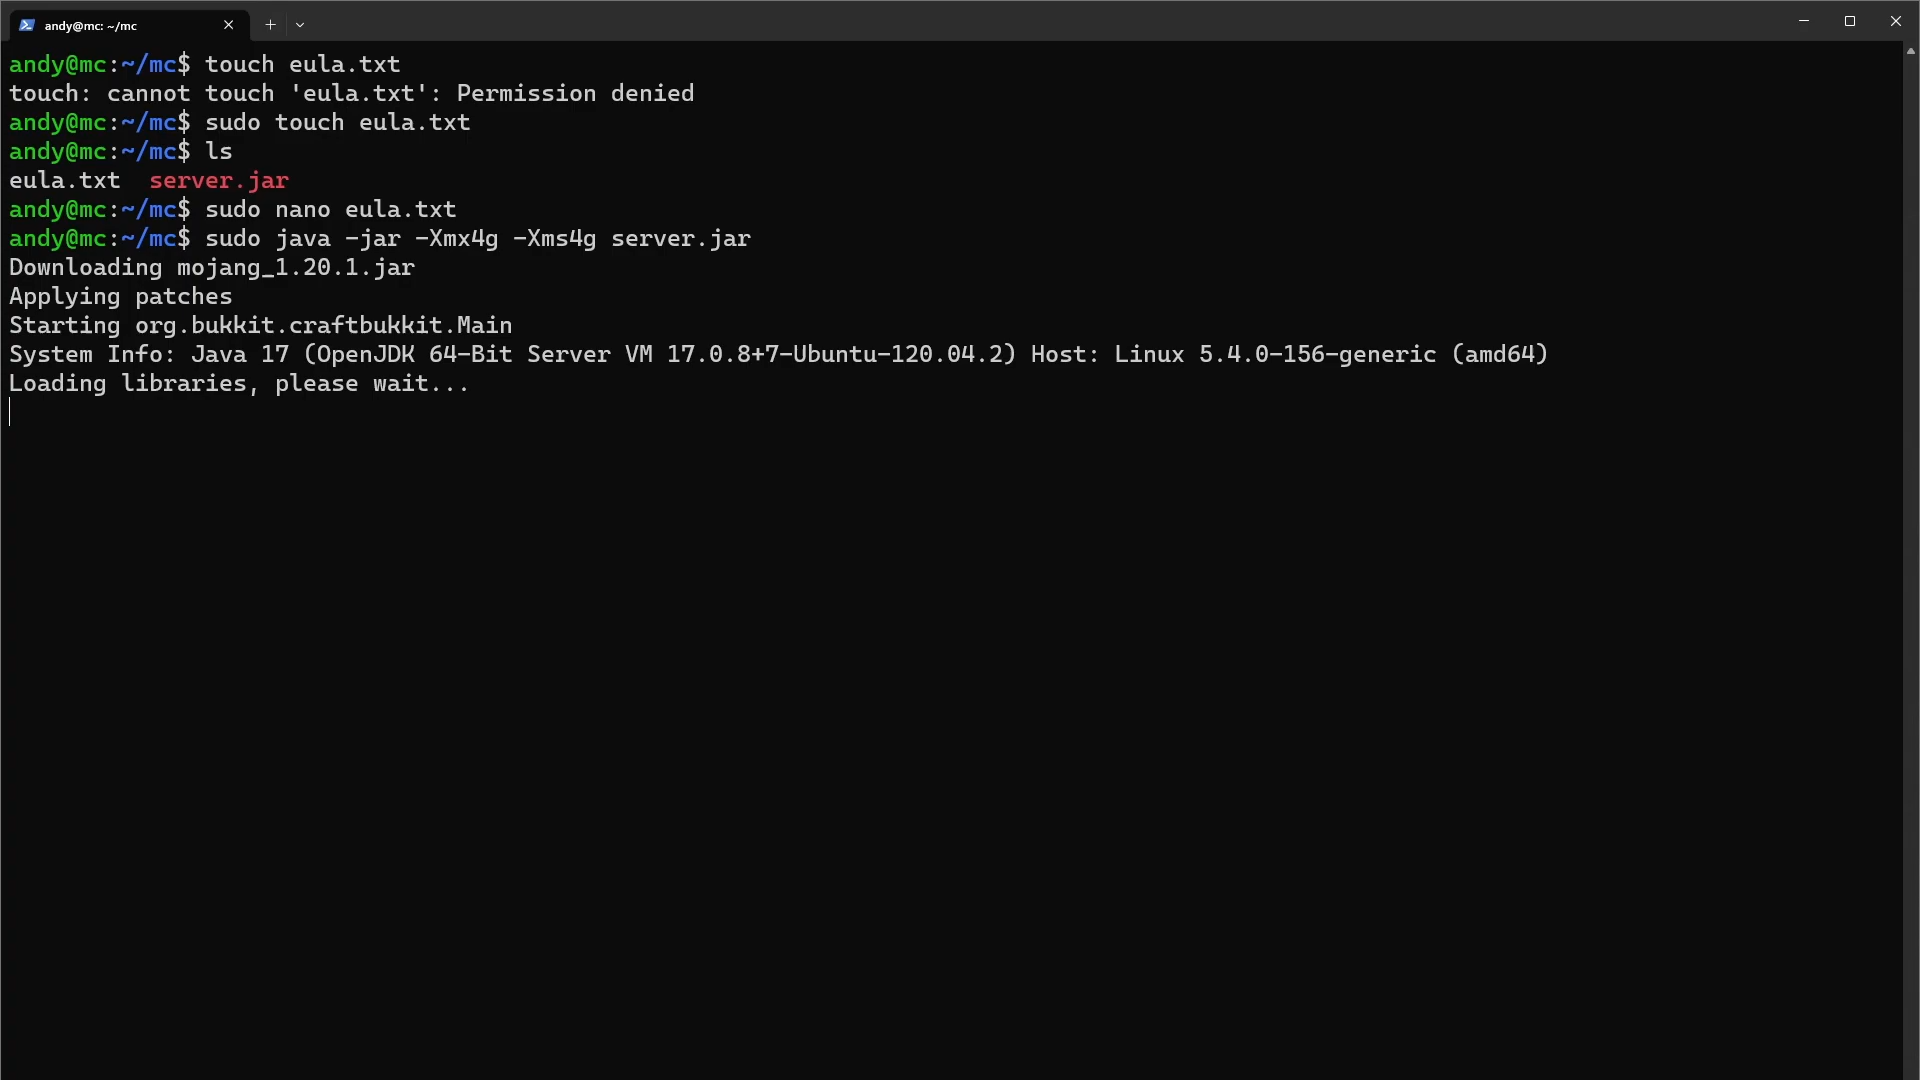 andy@mc: ~/mc
andy@mc:~/mc$ touch eula.txt
touch: cannot touch 'eula.txt': Permission denied
andy@mc:~/mc$ sudo touch eula.txt
andy@mc:~/mc$ ls
eula.txt  server.jar
andy@mc:~/mc$ sudo nano eula.txt
andy@mc:~/mc$ sudo java -jar -Xmx4g -Xms4g server.jar
Downloading mojang_1.20.1.jar
Applying patches
Starting org.bukkit.craftbukkit.Main
System Info: Java 17 (OpenJDK 64-Bit Server VM 17.0.8+7-Ubuntu-120.04.2) Host: Linux 5.4.0-156-generic (amd64)
Loading libraries, please wait...